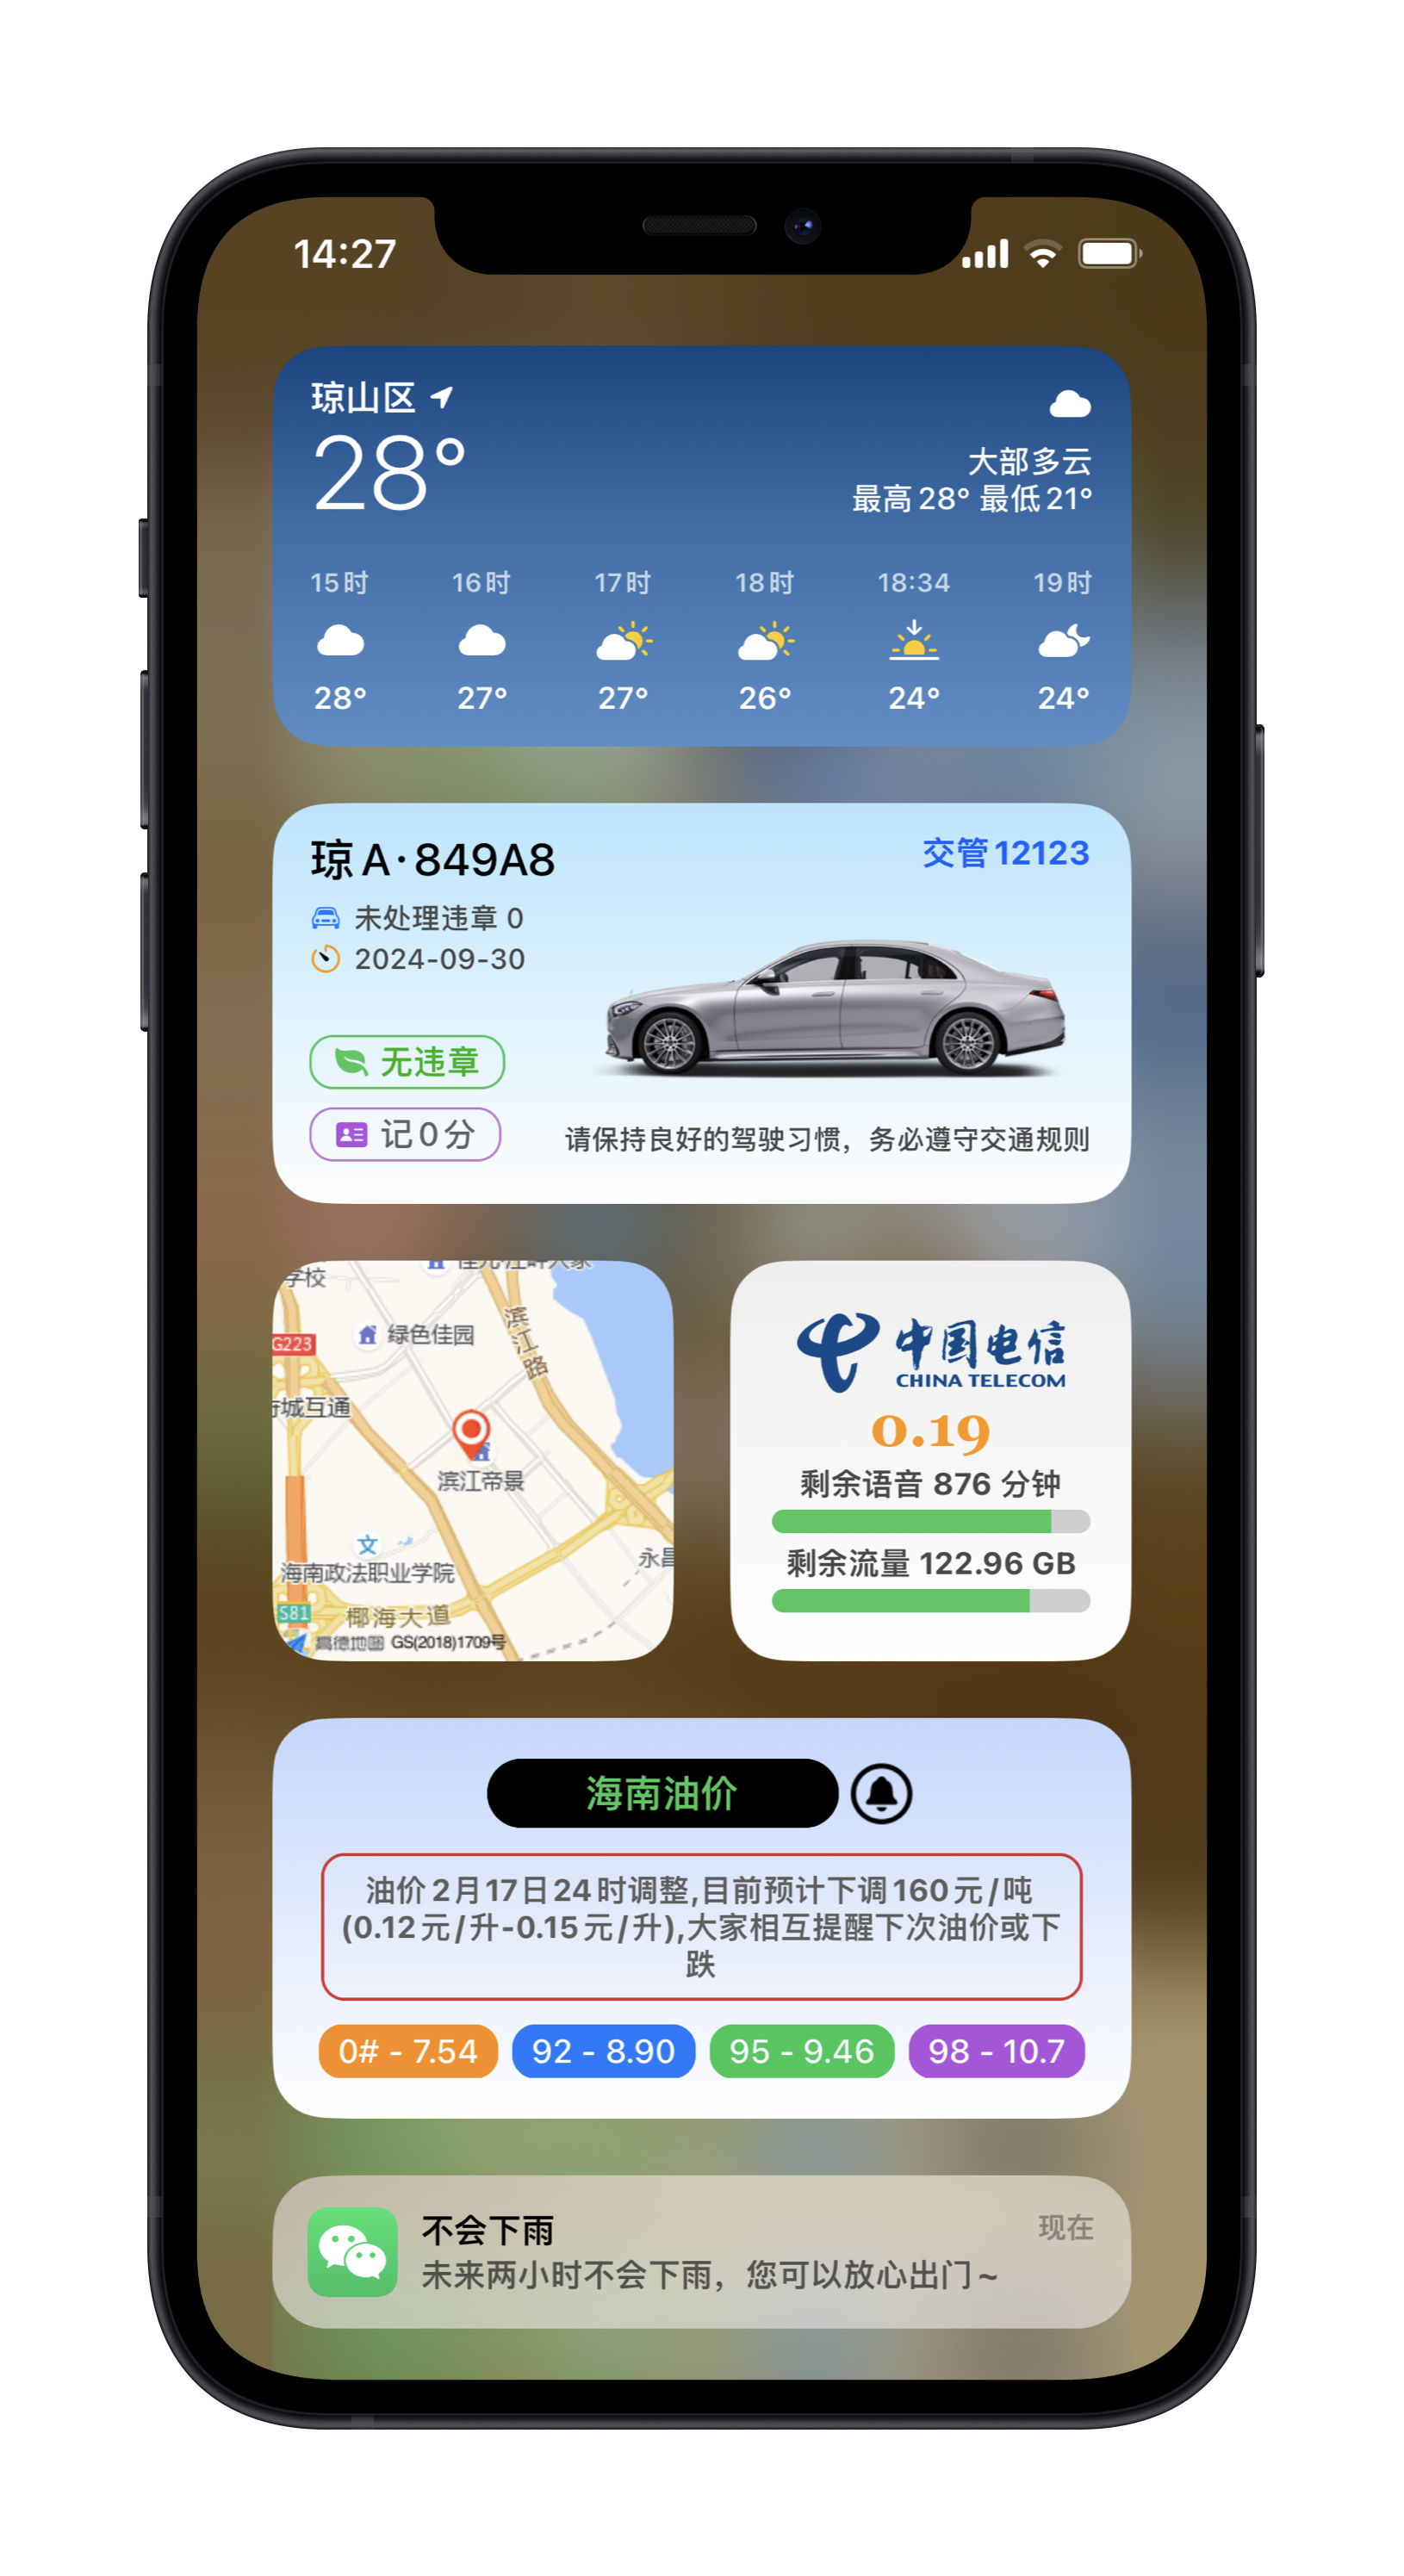 14:27
琼山区
28°
大部多云
最高28° 最低21°
15时 16时 17时 18时 18:34 19时
28° 27° 27° 26° 24° 24°
琼A·849A8
交管12123
未处理违章 0
2024-09-30
无违章
记0分
请保持良好的驾驶习惯，务必遵守交通规则
学校
绿色佳园
滨江路
G223
城互通
滨江帝景
文
海南政法职业学院
永昌
S81
椰海大道
高德地图 GS(2018)1709号
中国电信
CHINA TELECOM
0.19
剩余语音 876 分钟
剩余流量 122.96 GB
海南油价
油价2月17日24时调整,目前预计下调160元/吨
(0.12元/升-0.15元/升),大家相互提醒下次油价或下
跌
0# - 7.54
92 - 8.90
95 - 9.46
98 - 10.7
不会下雨
现在
未来两小时不会下雨，您可以放心出门~